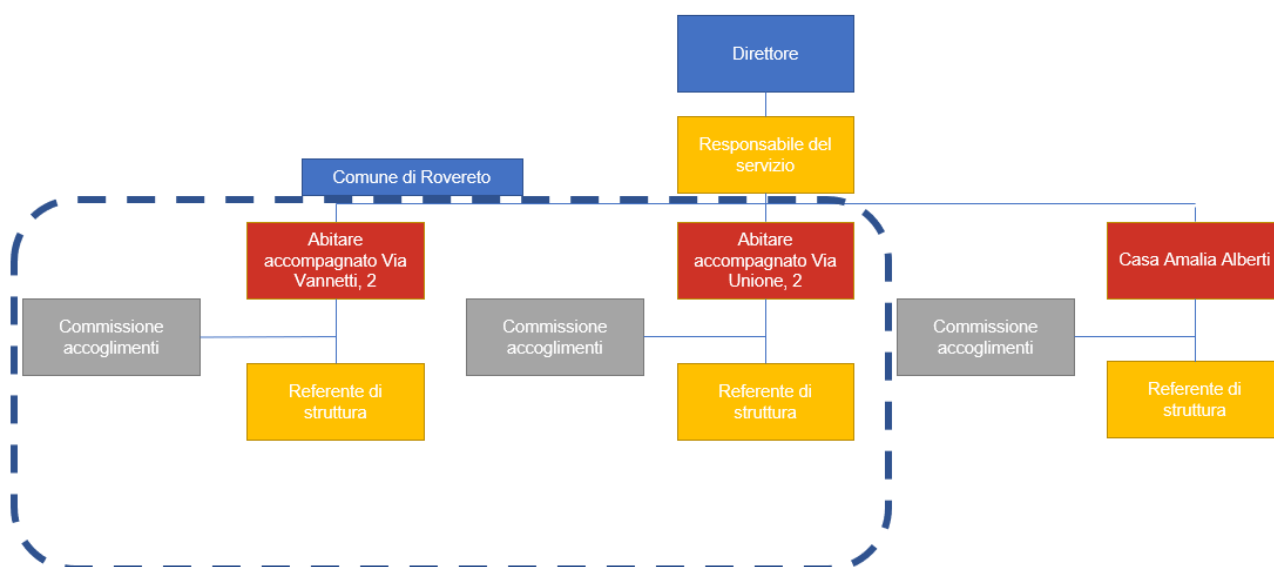 Direttore
Responsabile del
servizio
Comune di Rovereto
Abitare
accompagnato Via
Vannetti, 2
Abitare
accompagnato Via
Unione, 2
Casa Amalia Alberti
Commissione
accoglimenti
Commissione
accoglimenti
Commissione
accoglimenti
Referente di
struttura
Referente di
struttura
Referente di
struttura